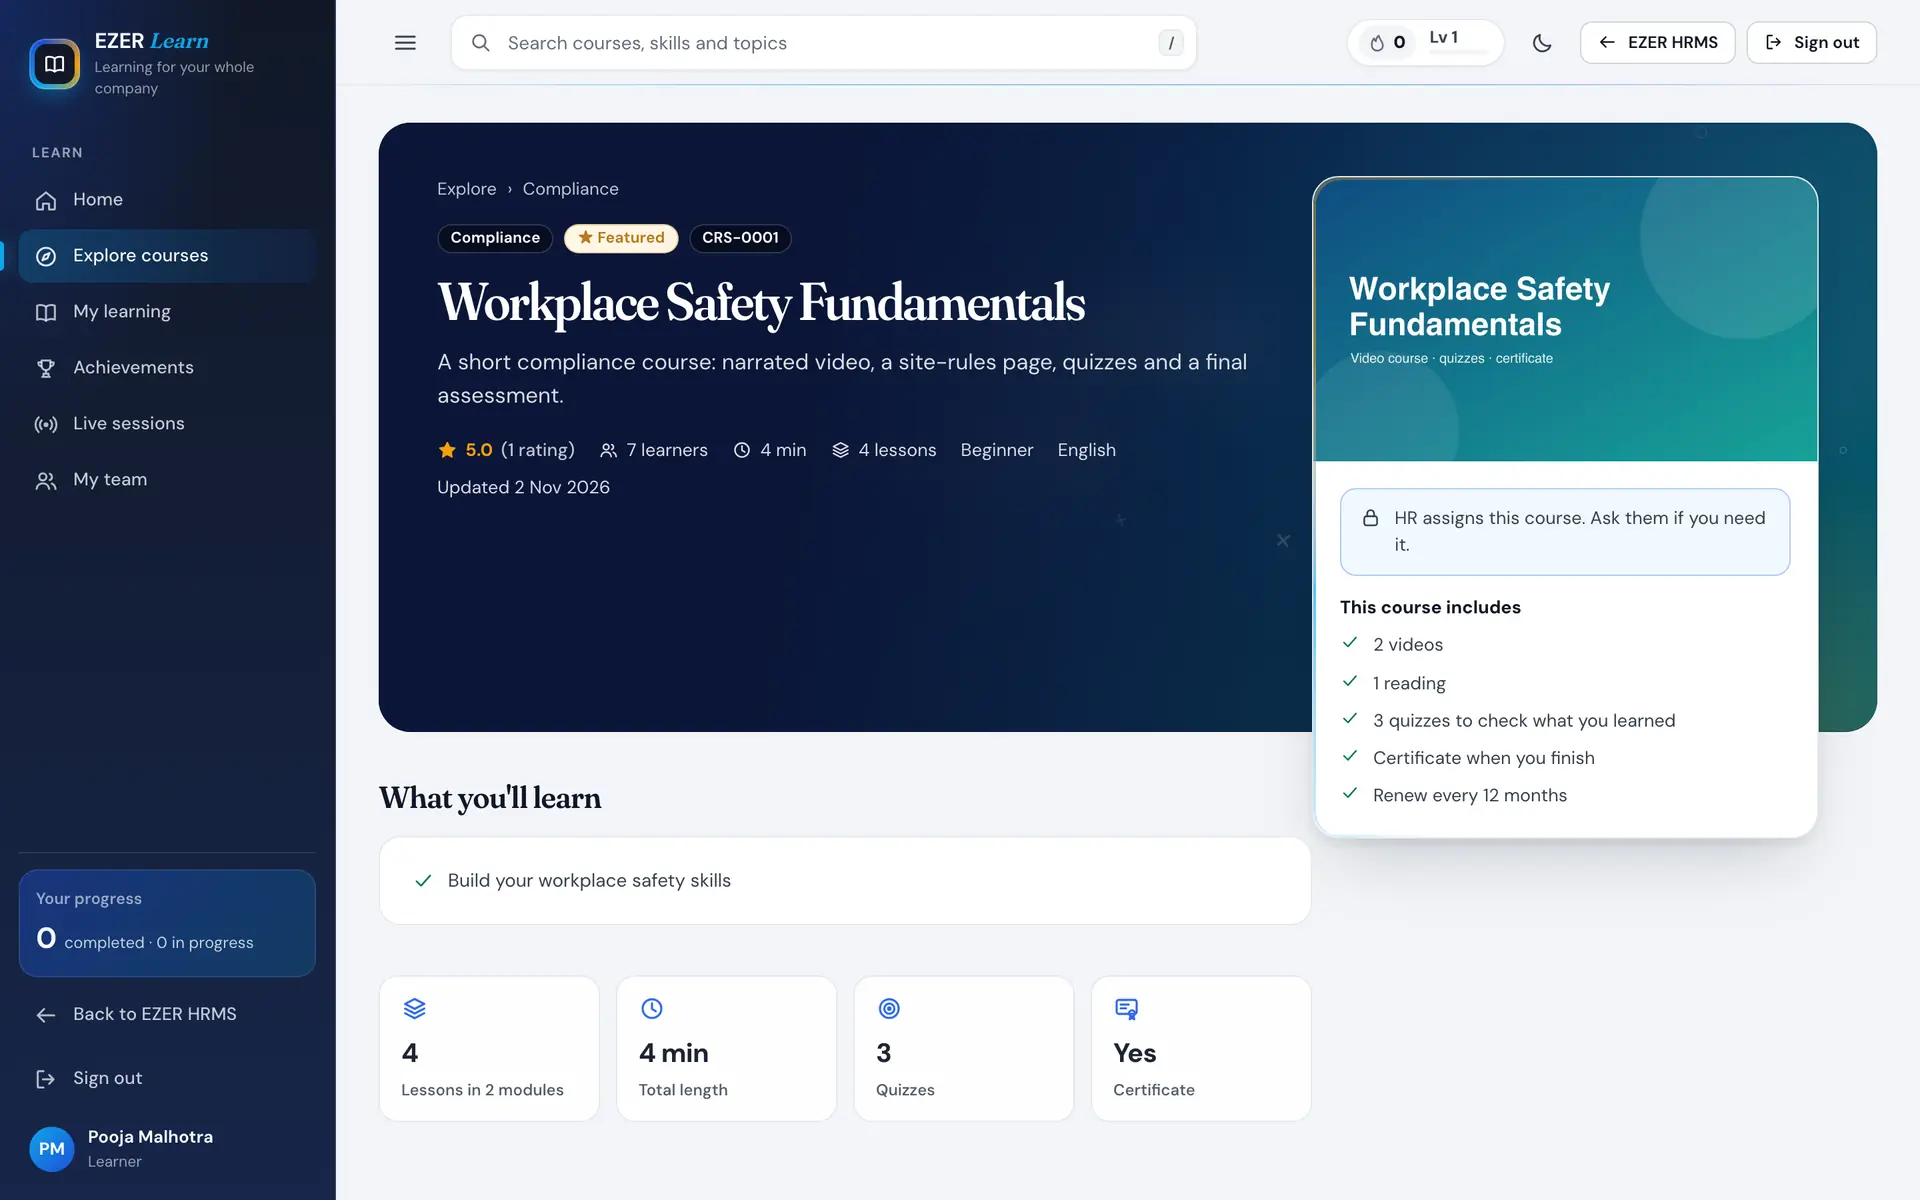 EZER Learn
Learning for your whole
company
LEARN
Home
Explore courses
My learning
Achievements
Live sessions
My team
Your progress
0 completed · 0 in progress
Back to EZER HRMS
Sign out
PM
Pooja Malhotra
Learner
Search courses, skills and topics
/
0
Lv 1
EZER HRMS
Sign out
Explore › Compliance
Compliance
Featured
CRS-0001
Workplace Safety Fundamentals
A short compliance course: narrated video, a site-rules page, quizzes and a final
assessment.
5.0 (1 rating)
7 learners
4 min
4 lessons
Beginner
English
Updated 2 Nov 2026
Workplace Safety
Fundamentals
Video course · quizzes · certificate
HR assigns this course. Ask them if you need
it.
This course includes
2 videos
1 reading
3 quizzes to check what you learned
Certificate when you finish
Renew every 12 months
What you'll learn
Build your workplace safety skills
4
Lessons in 2 modules
4 min
Total length
3
Quizzes
Yes
Certificate